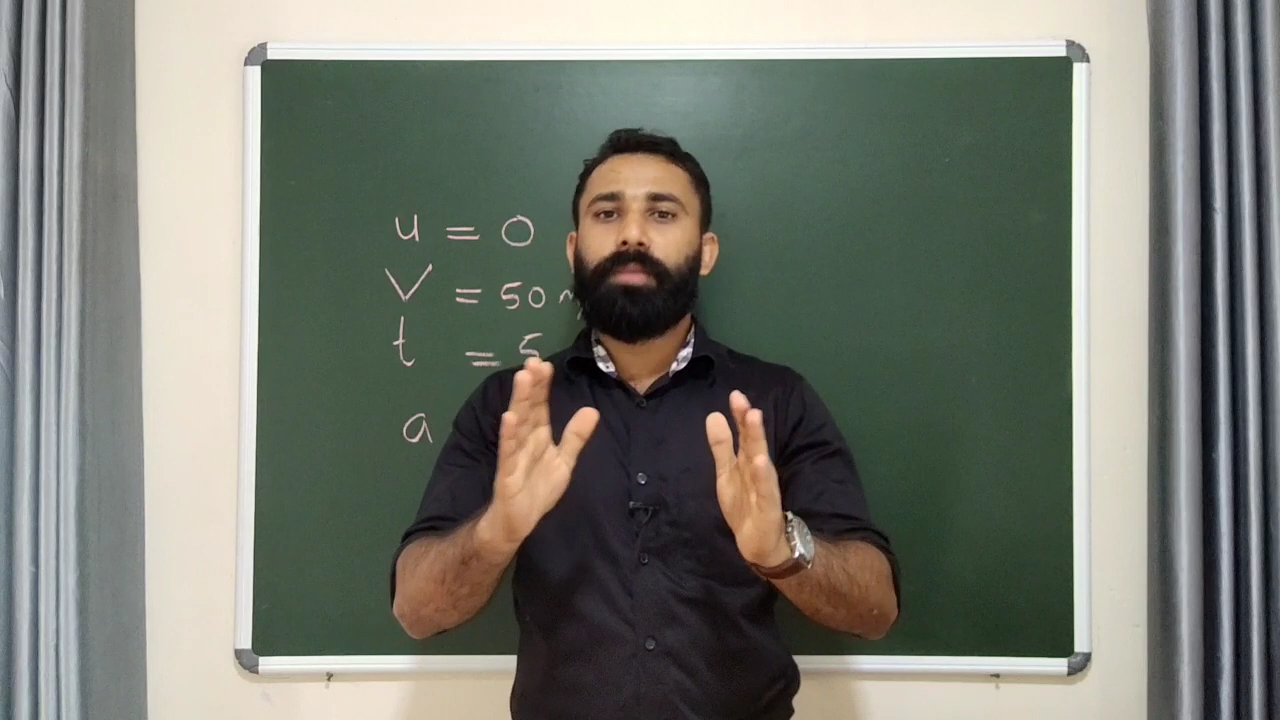 u = 0
V = 50
t = 5
a